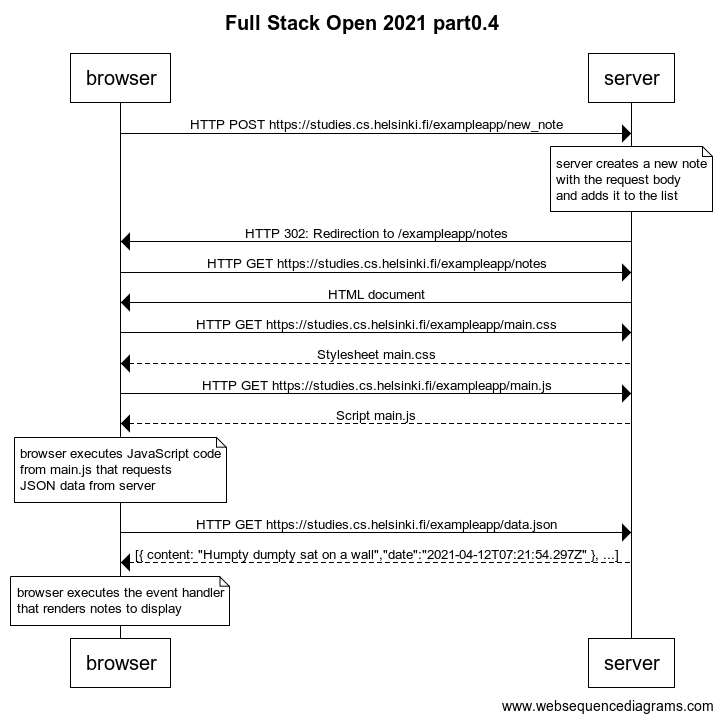 Full Stack Open 2021 part0.4
browser
server
HTTP POST https://studies.cs.helsinki.fi/exampleapp/new_note
server creates a new note
with the request body
and adds it to the list
HTTP 302: Redirection to /exampleapp/notes
HTTP GET https://studies.cs.helsinki.fi/exampleapp/notes
HTML document
HTTP GET https://studies.cs.helsinki.fi/exampleapp/main.css
Stylesheet main.css
HTTP GET https://studies.cs.helsinki.fi/exampleapp/main.js
Script main.js
browser executes JavaScript code
from main.js that requests
JSON data from server
HTTP GET https://studies.cs.helsinki.fi/exampleapp/data.json
[{ content: "Humpty dumpty sat on a wall","date":"2021-04-12T07:21:54.297Z" }, ...]
browser executes the event handler
that renders notes to display
browser
server
www.websequencediagrams.com